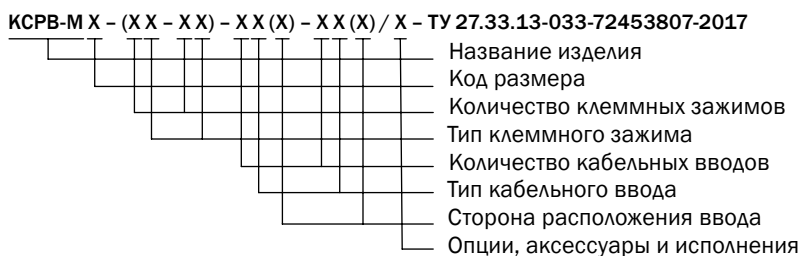 КСРВ-М Х – (Х Х – Х Х) – Х Х (Х) – Х Х (Х) / Х – ТУ 27.33.13-033-72453807-2017
Название изделия
Код размера
Количество клеммных зажимов
Тип клеммного зажима
Количество кабельных вводов
Тип кабельного ввода
Сторона расположения ввода
Опции, аксессуары и исполнения